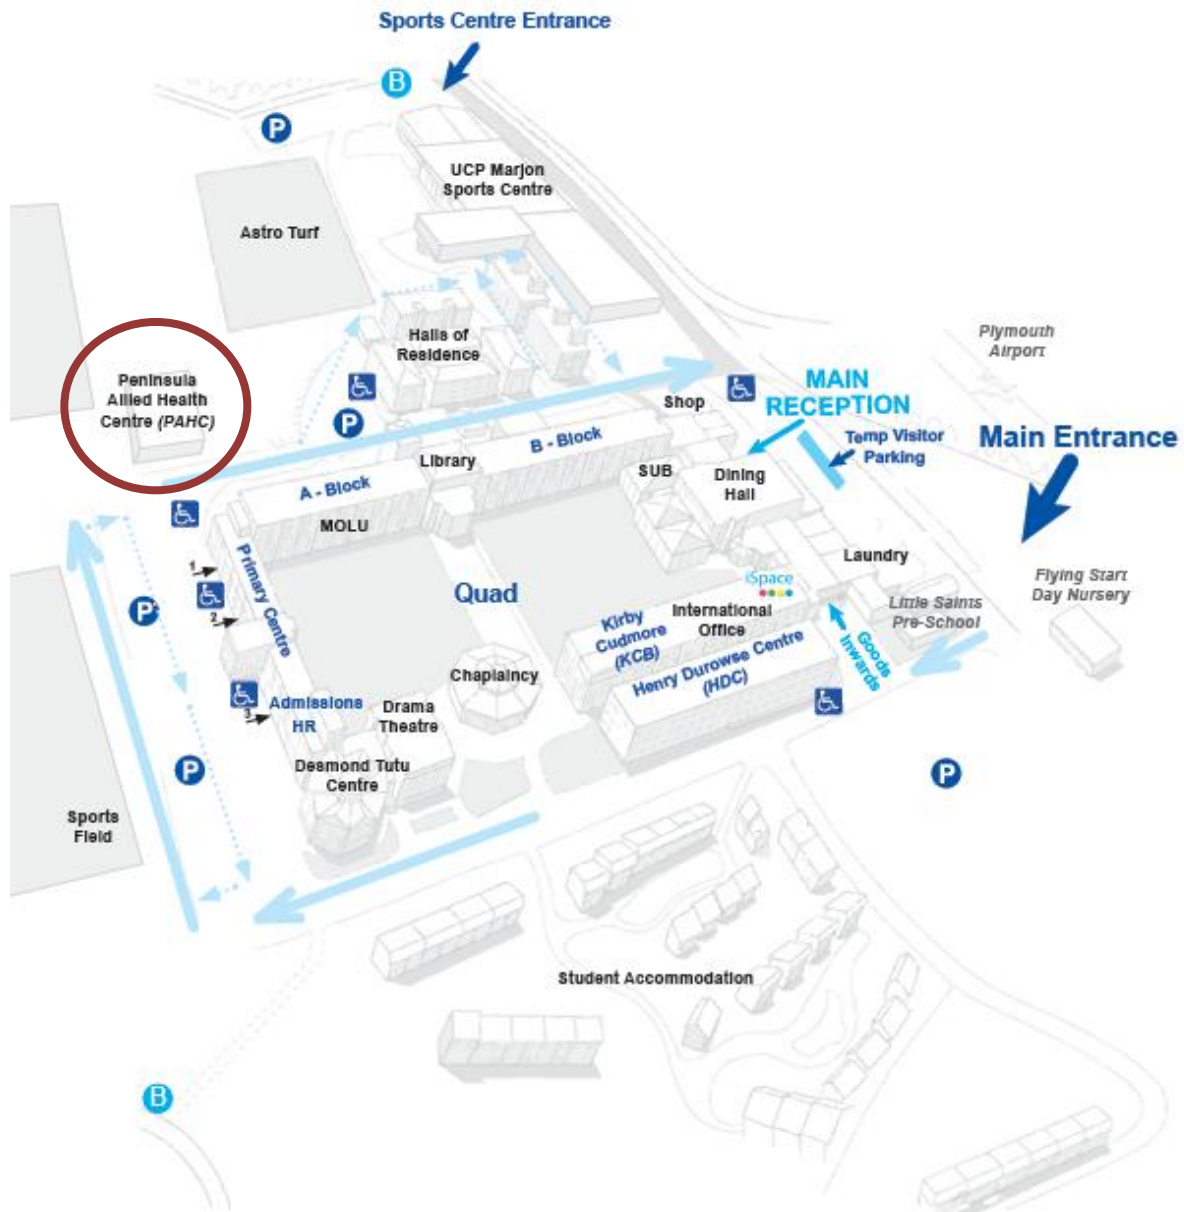 Sports Centre Entrance
B
P
UCP Marjon
Sports Centre
Astro Turf
Plymouth
Airport
Halls of
Residence
Peninsula
Allied Health
Centre (PAHC)
MAIN
RECEPTION
Shop
P
Temp Visitor
Parking
Main Entrance
B - Block
Library
SUB
Dining
Hall
A - Block
MOLU
Laundry
1
Primary Centre
iSpace
Flying Start
Day Nursery
Quad
International
Office
Little Saints
Pre-School
P
2
Kirby
Cudmore
(KCB)
Goods
Inwards
Henry Durowse Centre
(HDC)
Chaplaincy
3
Admissions
HR
Drama
Theatre
Desmond Tutu
Centre
P
P
Sports
Field
Student Accommodation
B